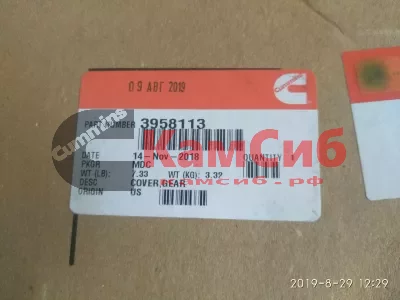 09 АВГ 2019
Cummins
PART NUMBER 3958113
Cummins
КамСиб
камсиб.рф
DATE 14-Nov-2018 QUANTITY 1
PKGR MDC
WT (LB): 7.33 WT (KG): 3.32
DESC COVER,GEAR
ORIGIN US
2019-8-29 12:29